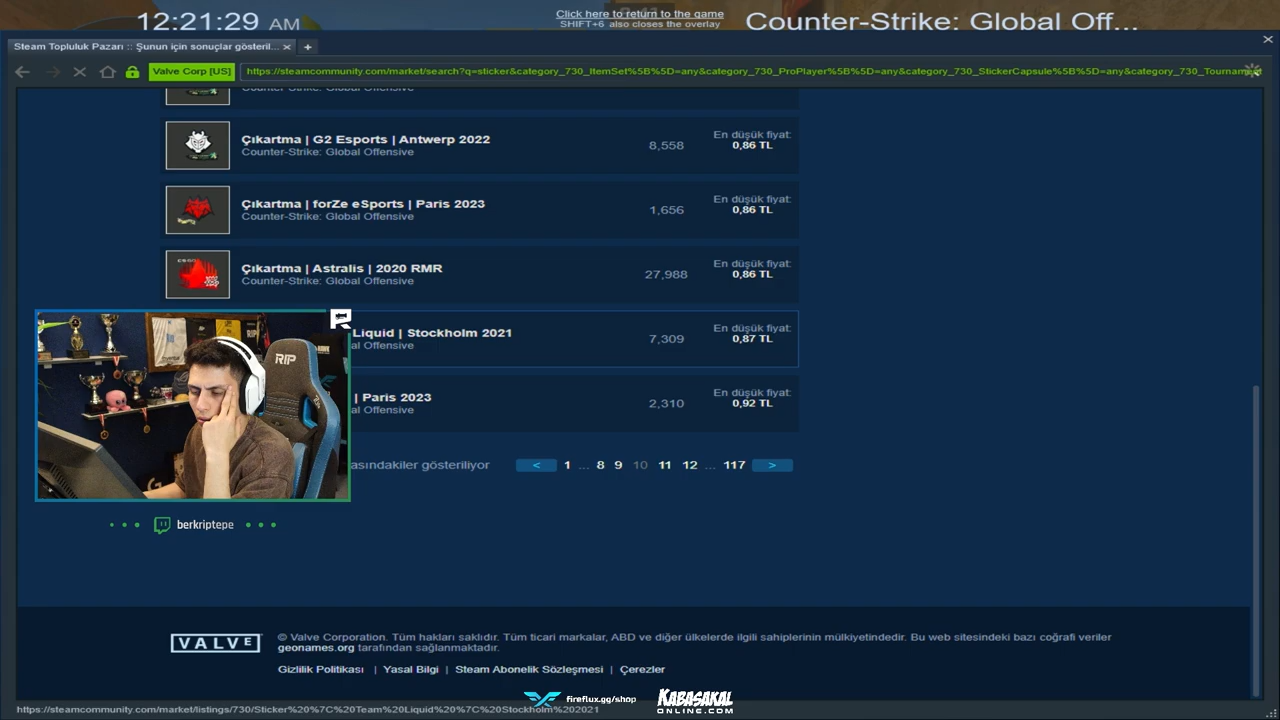 12:21:29 AM
Click here to return to the game
SHIFT+6 also closes the overlay
Counter-Strike: Global Off...
Steam Topluluk Pazarı :: Şunun için sonuçlar gösteril...
Valve Corp [US]
https://steamcommunity.com/market/search?q=sticker&category_730_ItemSet%5B%5D=any&category_730_ProPlayer%5B%5D=any&category_730_StickerCapsule%5B%5D=any&category_730_Tournament
Counter-Strike: Global Offensive
Çıkartma | G2 Esports | Antwerp 2022
Counter-Strike: Global Offensive
8,558
En düşük fiyat:
0,86 TL
Çıkartma | forZe eSports | Paris 2023
Counter-Strike: Global Offensive
1,656
En düşük fiyat:
0,86 TL
Çıkartma | Astralis | 2020 RMR
Counter-Strike: Global Offensive
27,988
En düşük fiyat:
0,86 TL
Liquid | Stockholm 2021
al Offensive
7,309
En düşük fiyat:
0,87 TL
| Paris 2023
al Offensive
2,310
En düşük fiyat:
0,92 TL
RIP
asındakiler gösteriliyor
< 1 ... 8 9 10 11 12 ... 117 >
berkriptepe
VALVE
© Valve Corporation. Tüm hakları saklıdır. Tüm ticari markalar, ABD ve diğer ülkelerde ilgili sahiplerinin mülkiyetindedir. Bu web sitesindeki bazı coğrafi veriler
geonames.org tarafından sağlanmaktadır.
Gizlilik Politikası | Yasal Bilgi | Steam Abonelik Sözleşmesi | Çerezler
fireflux.gg/shop
KABASAKAL
ONLINE.COM
https://steamcommunity.com/market/listings/730/Sticker%20%7C%20Team%20Liquid%20%7C%20Stockholm%202021